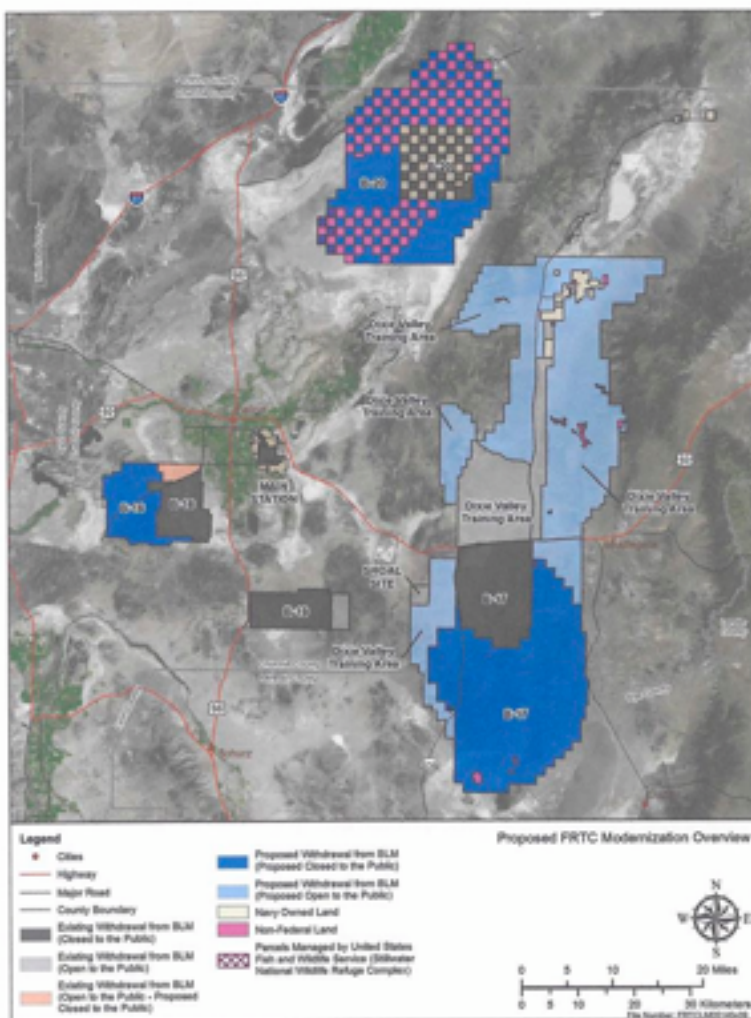 B-20
Dixie Valley
Training Area
Dixie Valley
Training Area
MAIN
STATION
B-16
B-16
Dixie Valley
Training Area
Dixie Valley
Training Area
SHOAL
SITE
B-17
B-19
Dixie Valley
Training Area
B-17
Legend
Cities
Highway
Major Road
County Boundary
Existing Withdrawal from BLM
(Closed to the Public)
Existing Withdrawal from BLM
(Open to the Public)
Existing Withdrawal from BLM
(Open to the Public - Proposed
Closed to the Public)
Proposed Withdrawal from BLM
(Proposed Closed to the Public)
Proposed Withdrawal from BLM
(Proposed Open to the Public)
Navy Owned Land
Non-Federal Land
Parcels Managed by United States
Fish and Wildlife Service (Stillwater
National Wildlife Refuge Complex)
Proposed FRTC Modernization Overview
N
W E
S
0 5 10 20 Miles
0 5 10 20 30 Kilometers